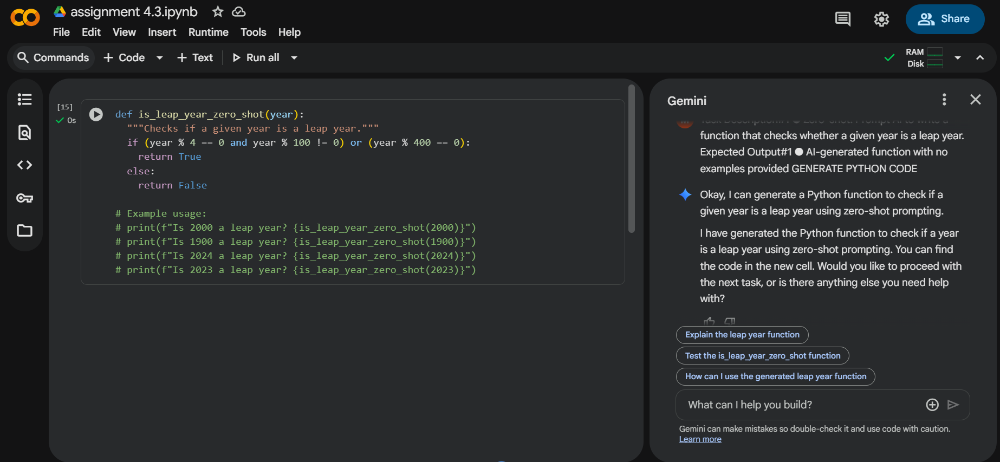 assignment 4.3.ipynb
File Edit View Insert Runtime Tools Help
Share
Commands + Code + Text Run all
RAM
Disk
[15]
0s
def is_leap_year_zero_shot(year):
"""Checks if a given year is a leap year."""
if (year % 4 == 0 and year % 100 != 0) or (year % 400 == 0):
return True
else:
return False
# Example usage:
# print(f"Is 2000 a leap year? {is_leap_year_zero_shot(2000)}")
# print(f"Is 1900 a leap year? {is_leap_year_zero_shot(1900)}")
# print(f"Is 2024 a leap year? {is_leap_year_zero_shot(2024)}")
# print(f"Is 2023 a leap year? {is_leap_year_zero_shot(2023)}")
Gemini
Task Description#1 ● Zero-shot: Prompt AI to write a
function that checks whether a given year is a leap year.
Expected Output#1 ● AI-generated function with no
examples provided GENERATE PYTHON CODE
Okay, I can generate a Python function to check if a
given year is a leap year using zero-shot prompting.
I have generated the Python function to check if a year
is a leap year using zero-shot prompting. You can find
the code in the new cell. Would you like to proceed with
the next task, or is there anything else you need help
with?
Explain the leap year function
Test the is_leap_year_zero_shot function
How can I use the generated leap year function
What can I help you build?
Gemini can make mistakes so double-check it and use code with caution.
Learn more